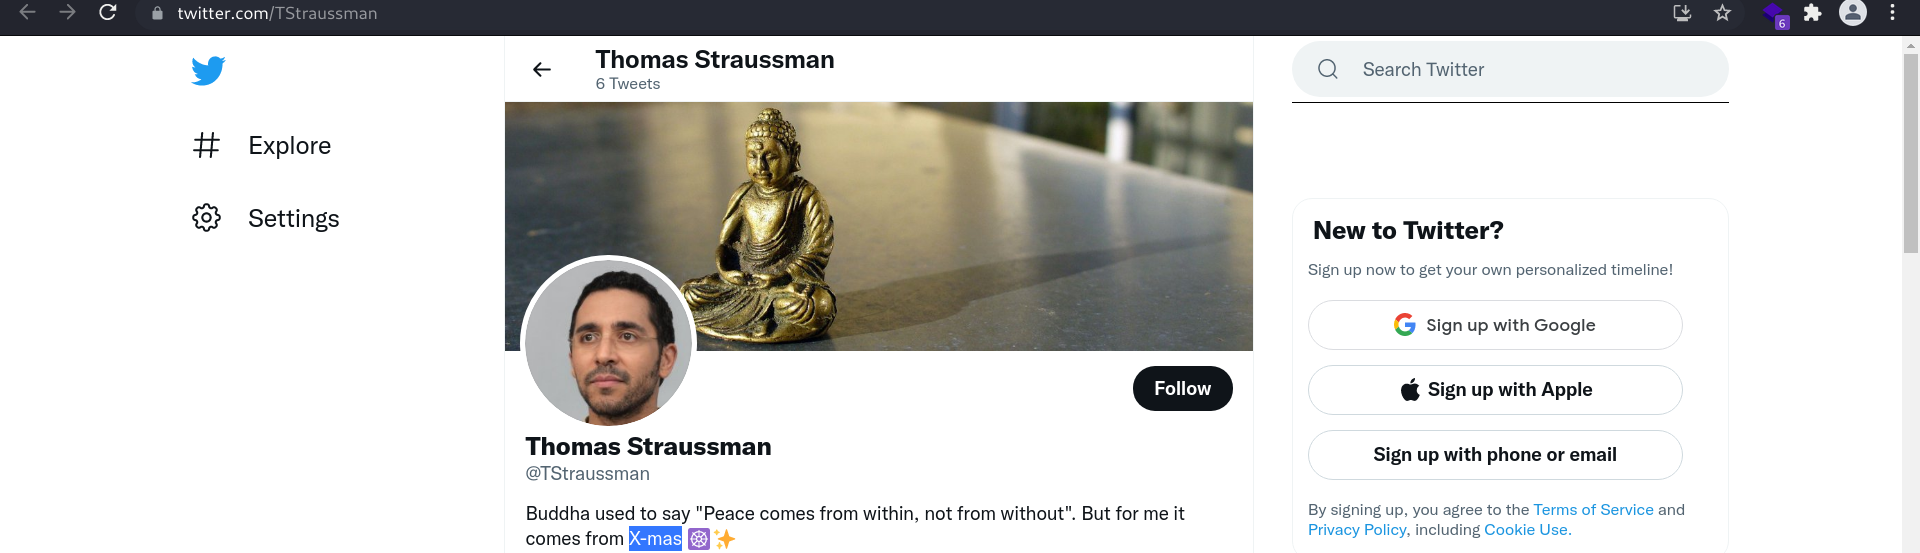 twitter.com/TStraussman
6
Thomas Straussman
6 Tweets
Search Twitter
Explore
Settings
New to Twitter?
Sign up now to get your own personalized timeline!
Sign up with Google
Sign up with Apple
Sign up with phone or email
By signing up, you agree to the Terms of Service and
Privacy Policy, including Cookie Use.
Follow
Thomas Straussman
@TStraussman
Buddha used to say "Peace comes from within, not from without". But for me it
comes from X-mas ☸️✨